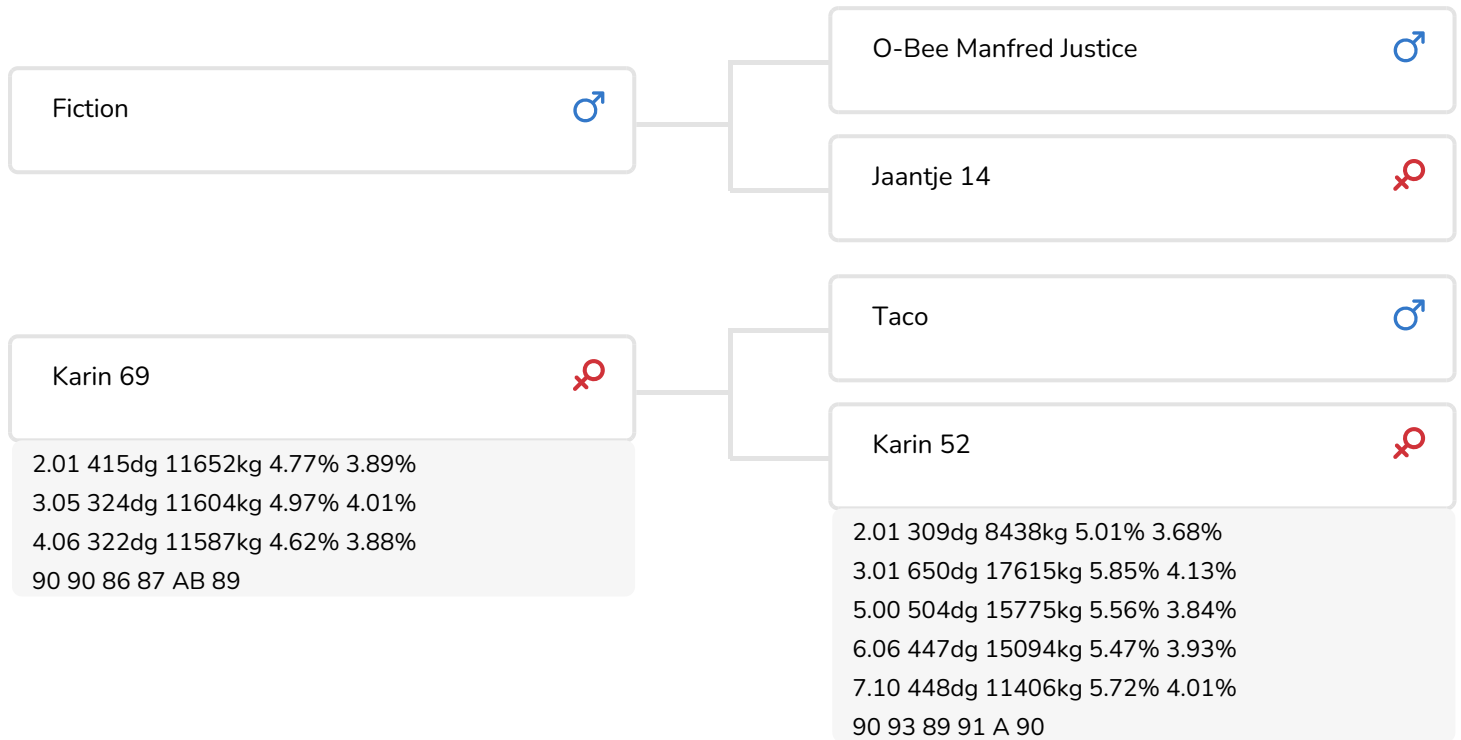 O-Bee Manfred Justice
Fiction
Jaantje 14
Taco
Karin 69
2.01 415dg 11652kg 4.77% 3.89%
3.05 324dg 11604kg 4.97% 4.01%
4.06 322dg 11587kg 4.62% 3.88%
90 90 86 87 AB 89
Karin 52
2.01 309dg 8438kg 5.01% 3.68%
3.01 650dg 17615kg 5.85% 4.13%
5.00 504dg 15775kg 5.56% 3.84%
6.06 447dg 15094kg 5.47% 3.93%
7.10 448dg 11406kg 5.72% 4.01%
90 93 89 91 A 90